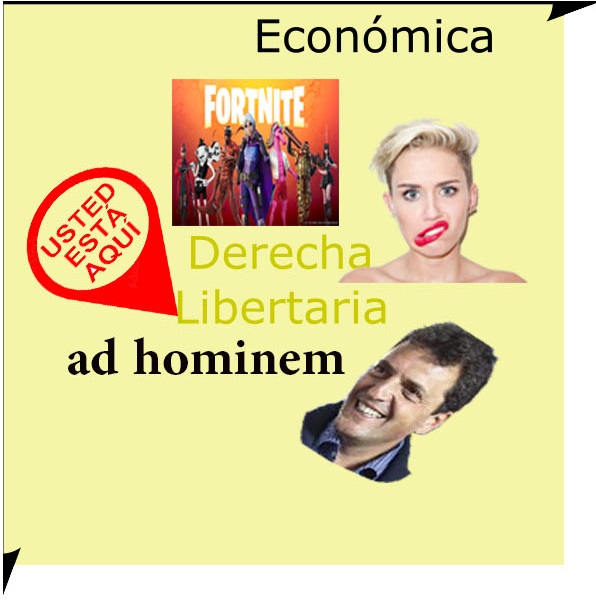 Económica
FORTNITE
USTED
ESTÁ
AQUÍ
Derecha
Libertaria
ad hominem